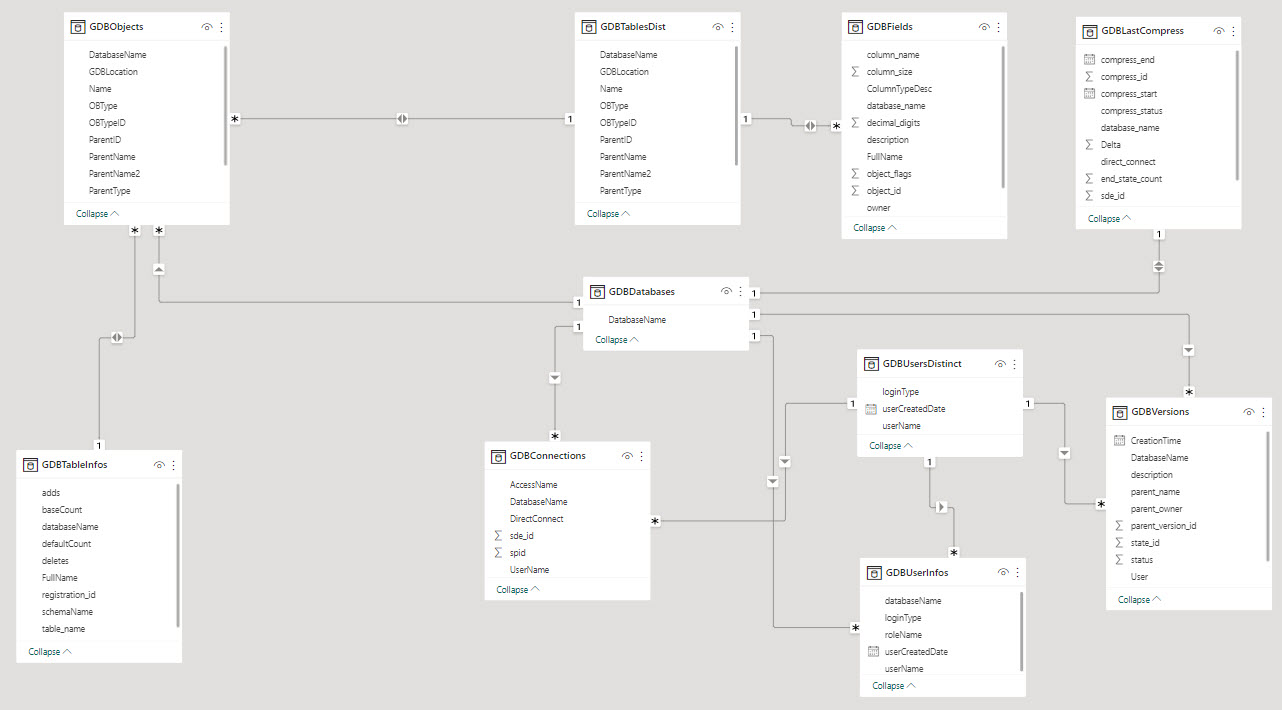 GDBObjects
DatabaseName
GDBLocation
Name
OBType
OBTypeID
ParentID
ParentName
ParentName2
ParentType
Collapse
GDBTablesDist
DatabaseName
GDBLocation
Name
OBType
OBTypeID
ParentID
ParentName
ParentName2
ParentType
Collapse
GDBFields
column_name
column_size
ColumnTypeDesc
database_name
decimal_digits
description
FullName
object_flags
object_id
owner
Collapse
GDBLastCompress
compress_end
compress_id
compress_start
compress_status
database_name
Delta
direct_connect
end_state_count
sde_id
Collapse
* 1
1 *
* *
1
GDBDatabases
DatabaseName
Collapse
1
1
1
1
1
GDBUsersDistinct
loginType
userCreatedDate
userName
Collapse
1
1
1
*
GDBVersions
CreationTime
DatabaseName
description
parent_name
parent_owner
parent_version_id
state_id
status
User
Collapse
*
1
GDBTableInfos
adds
baseCount
databaseName
defaultCount
deletes
FullName
registration_id
schemaName
table_name
Collapse
*
GDBConnections
AccessName
DatabaseName
DirectConnect
sde_id
spid
UserName
Collapse
*
*
GDBUserInfos
databaseName
loginType
roleName
userCreatedDate
userName
Collapse
*